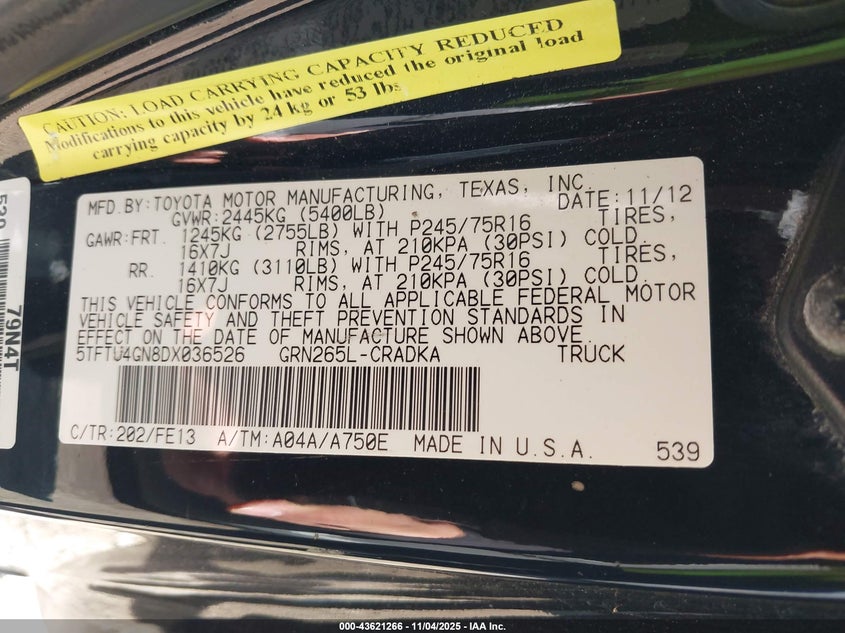 CAUTION: LOAD CARRYING CAPACITY REDUCED
Modifications to this vehicle have reduced the original load
carrying capacity by 24 kg or 53 lbs
MFD.BY:TOYOTA MOTOR MANUFACTURING, TEXAS, INC. DATE:11/12
GVWR:2445KG (5400LB)
GAWR:FRT. 1245KG (2755LB) WITH P245/75R16 TIRES,
16X7J RIMS, AT 210KPA (30PSI) COLD.
RR. 1410KG (3110LB) WITH P245/75R16 TIRES,
16X7J RIMS, AT 210KPA (30PSI) COLD.
THIS VEHICLE CONFORMS TO ALL APPLICABLE FEDERAL MOTOR
VEHICLE SAFETY AND THEFT PREVENTION STANDARDS IN
EFFECT ON THE DATE OF MANUFACTURE SHOWN ABOVE.
5TFTU4GN8DX036526 GRN265L-CRADKA TRUCK
C/TR:202/FE13 A/TM:A04A/A750E MADE IN U.S.A.
539
79N4T
000-43621266 - 11/04/2025 - IAA Inc.